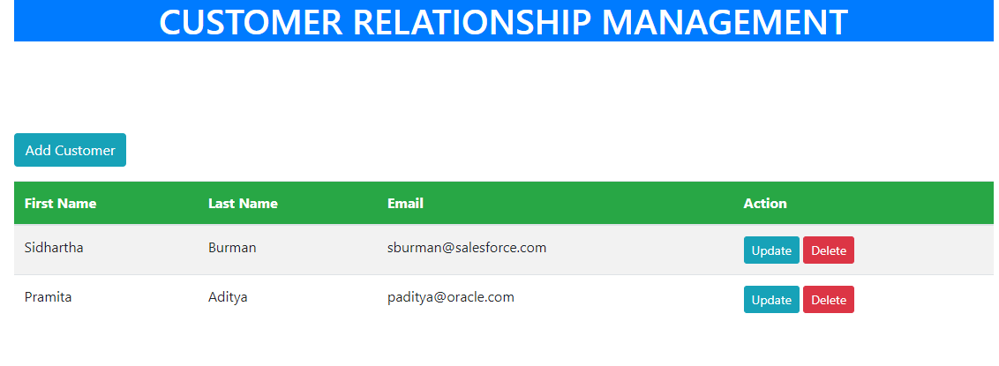 CUSTOMER RELATIONSHIP MANAGEMENT
Add Customer
First Name Last Name Email Action
Sidhartha Burman sburman@salesforce.com Update Delete
Pramita Aditya paditya@oracle.com Update Delete